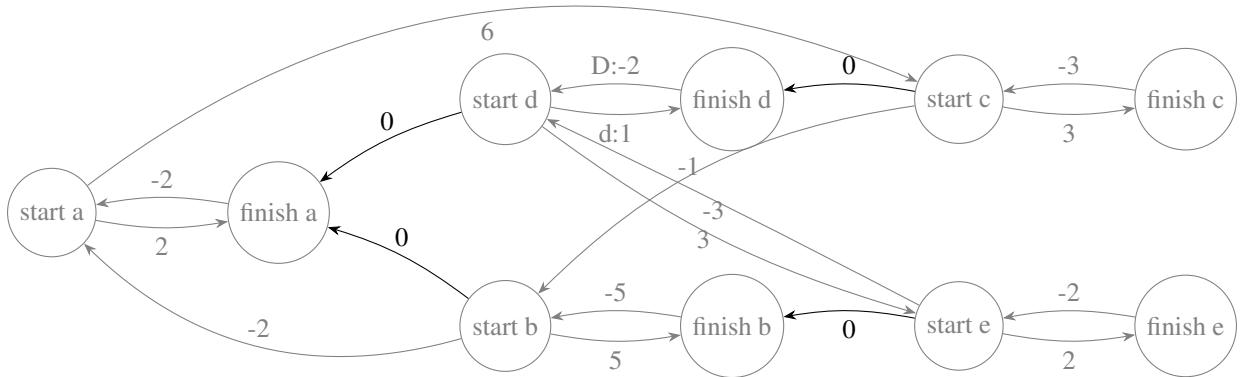 6
D:-2
0
-3
start d
finish d
start c
finish c
0
d:1
3
-1
-2
start a
finish a
-3
2
0
3
-5
-2
-2
start b
finish b
start e
finish e
0
5
2